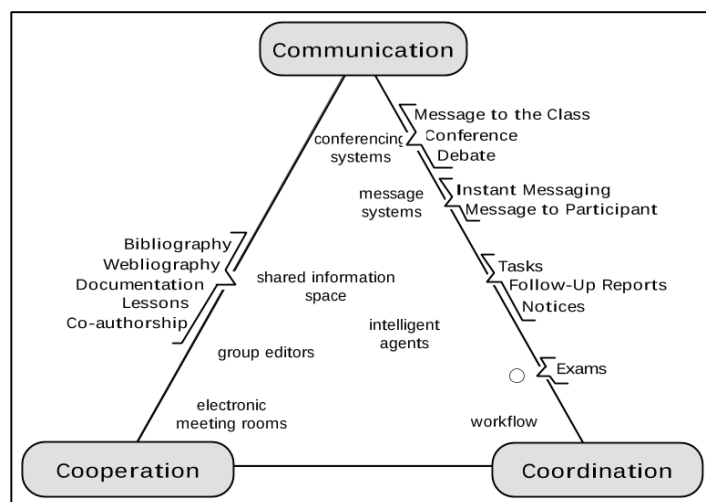 Communication
Message to the Class
Conference
Debate
conferencing
systems
Instant Messaging
Message to Participant
message
systems
Bibliography
Webliography
Documentation
Lessons
Co-authorship
shared information
space
Tasks
Follow-Up Reports
Notices
intelligent
agents
group editors
Exams
electronic
meeting rooms
workflow
Cooperation
Coordination